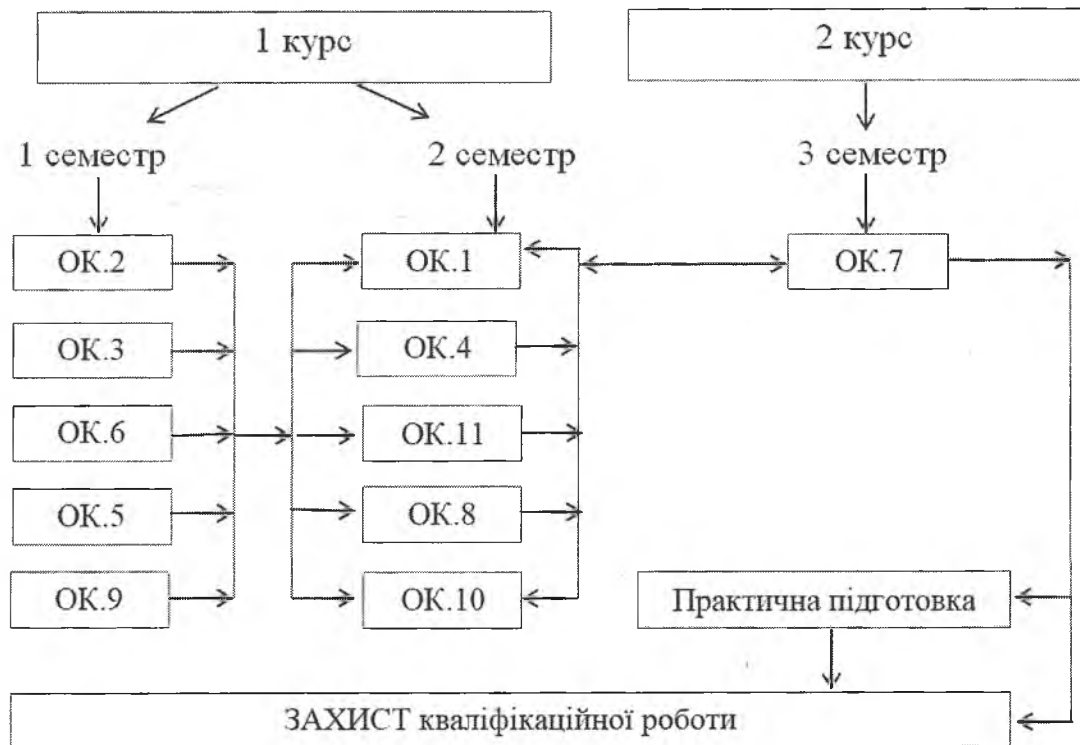 1 курс
2 курс
1 семестр
2 семестр
3 семестр
ОК.2
ОК.1
ОК.7
ОК.3
ОК.4
ОК.6
ОК.11
ОК.5
ОК.8
ОК.9
ОК.10
Практична підготовка
ЗАХИСТ кваліфікаційної роботи